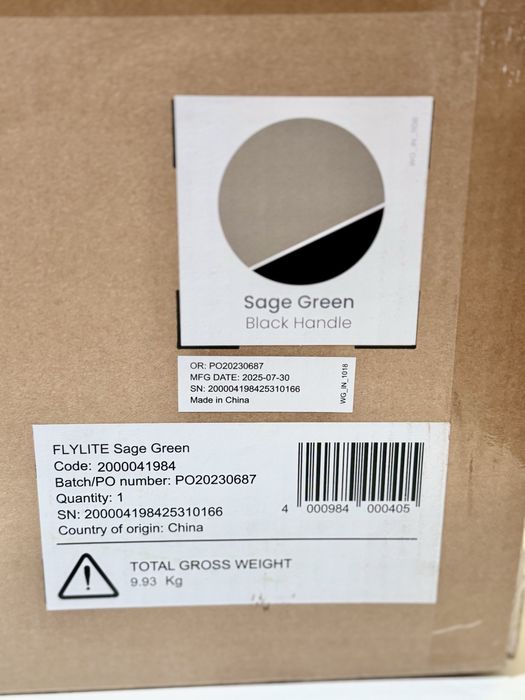 WG_IN_1018
Sage Green
Black Handle
OR: PO20230687
MFG DATE: 2025-07-30
SN: 200004198425310166
Made in China
WG_IN_1018
FLYLITE Sage Green
Code: 2000041984
Batch/PO number: PO20230687
Quantity: 1
SN: 200004198425310166
Country of origin: China
4 000984 000405
TOTAL GROSS WEIGHT
9.93 Kg